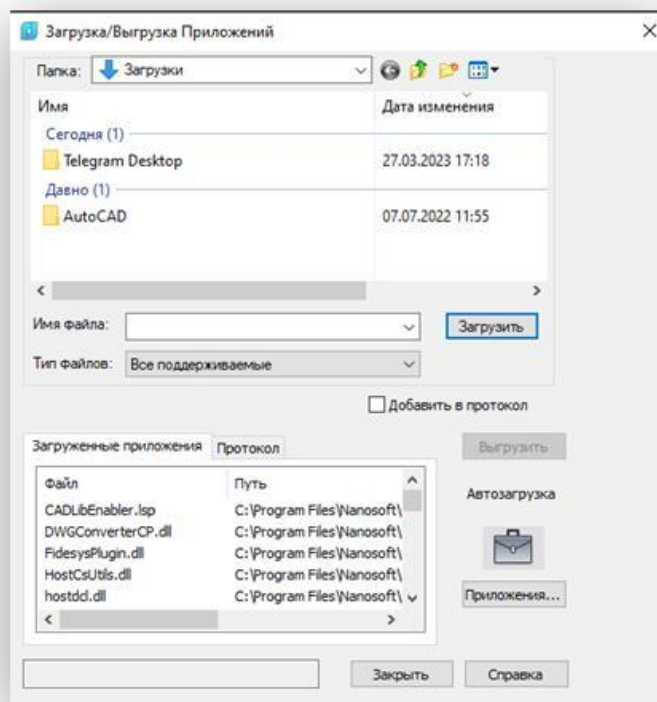 Загрузка/Выгрузка Приложений
Папка: Загрузки
Имя Дата изменения
Сегодня (1)
Telegram Desktop 27.03.2023 17:18
Давно (1)
AutoCAD 07.07.2022 11:55
Имя файла: Загрузить
Тип файлов: Все поддерживаемые
Добавить в протокол
Загруженные приложения Протокол Выгрузить
Файл Путь
Автозагрузка
CADLibEnabler.lsp C:\Program Files\Nanosoft\
DWGConverterCP.dll C:\Program Files\Nanosoft\
FidesysPlugin.dll C:\Program Files\Nanosoft\
HostCsUtils.dll C:\Program Files\Nanosoft\
hostdcl.dll C:\Program Files\Nanosoft\
Приложения...
Закрыть Справка